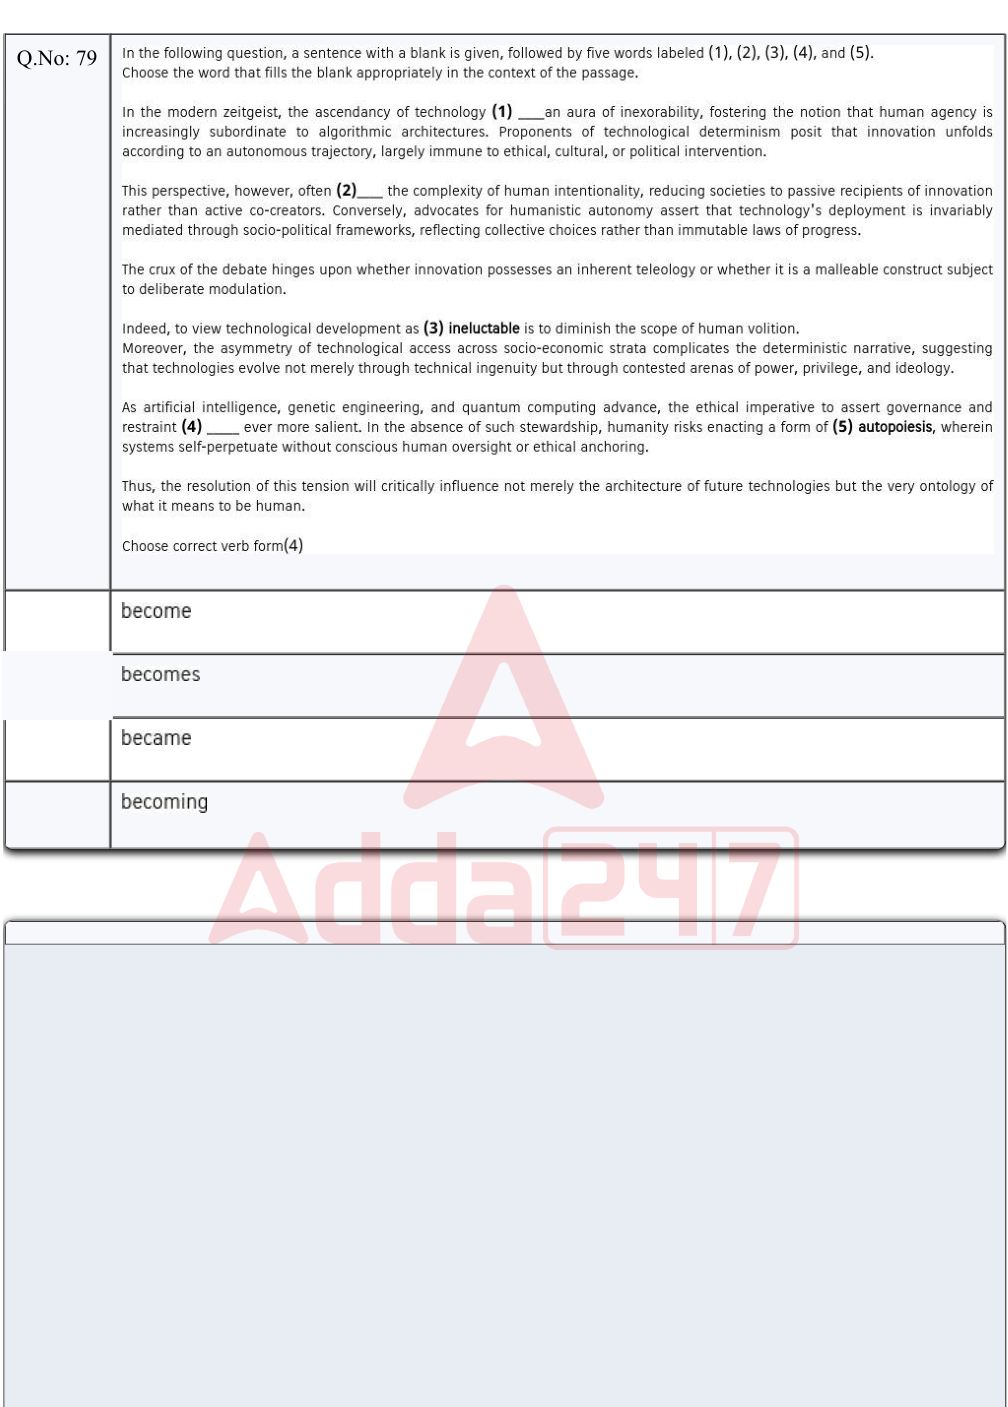 Q.No: 79
In the following question, a sentence with a blank is given, followed by five words labeled (1), (2), (3), (4), and (5).
Choose the word that fills the blank appropriately in the context of the passage.
In the modern zeitgeist, the ascendancy of technology (1) ___an aura of inexorability, fostering the notion that human agency is
increasingly subordinate to algorithmic architectures. Proponents of technological determinism posit that innovation unfolds
according to an autonomous trajectory, largely immune to ethical, cultural, or political intervention.
This perspective, however, often (2)___ the complexity of human intentionality, reducing societies to passive recipients of innovation
rather than active co-creators. Conversely, advocates for humanistic autonomy assert that technology's deployment is invariably
mediated through socio-political frameworks, reflecting collective choices rather than immutable laws of progress.
The crux of the debate hinges upon whether innovation possesses an inherent teleology or whether it is a malleable construct subject
to deliberate modulation.
Indeed, to view technological development as (3) ineluctable is to diminish the scope of human volition.
Moreover, the asymmetry of technological access across socio-economic strata complicates the deterministic narrative, suggesting
that technologies evolve not merely through technical ingenuity but through contested arenas of power, privilege, and ideology.
As artificial intelligence, genetic engineering, and quantum computing advance, the ethical imperative to assert governance and
restraint (4) ____ ever more salient. In the absence of such stewardship, humanity risks enacting a form of (5) autopoiesis, wherein
systems self-perpetuate without conscious human oversight or ethical anchoring.
Thus, the resolution of this tension will critically influence not merely the architecture of future technologies but the very ontology of
what it means to be human.
Choose correct verb form(4)
become
becomes
became
becoming
Adda247